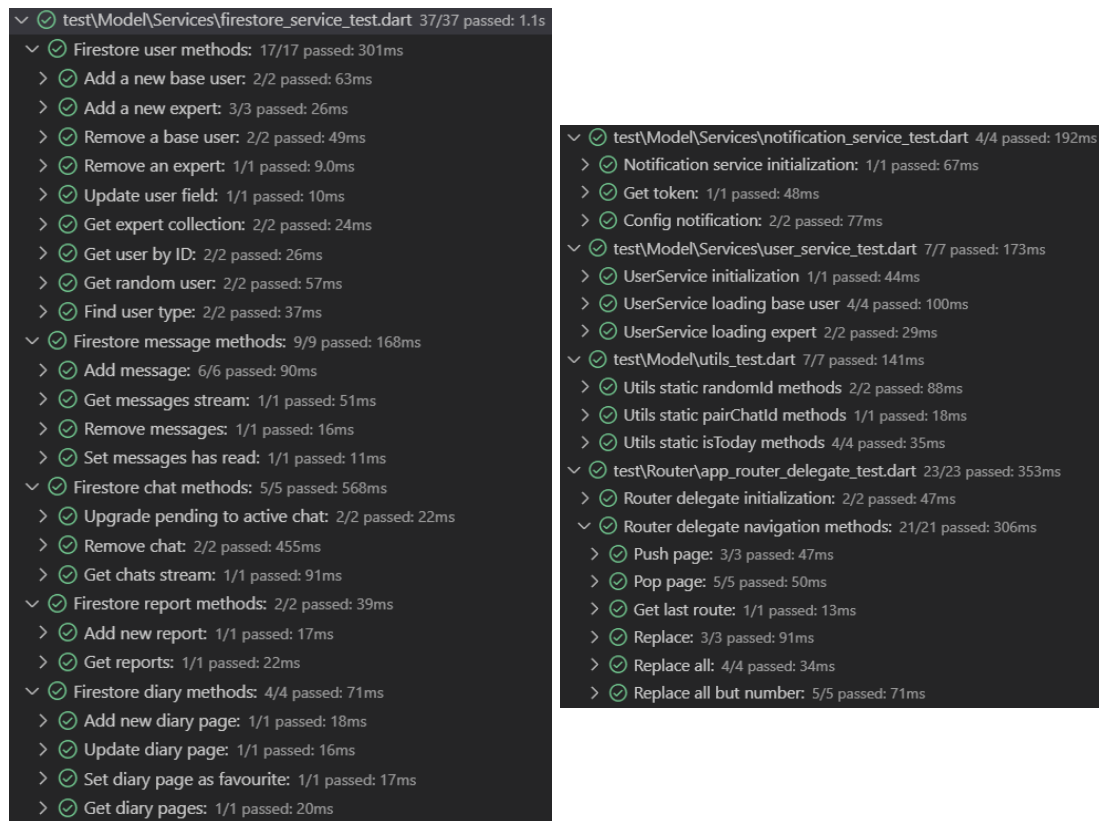 test\Model\Services\firestore_service_test.dart 37/37 passed: 1.1s
Firestore user methods: 17/17 passed: 301ms
Add a new base user: 2/2 passed: 63ms
Add a new expert: 3/3 passed: 26ms
Remove a base user: 2/2 passed: 49ms
Remove an expert: 1/1 passed: 9.0ms
Update user field: 1/1 passed: 10ms
Get expert collection: 2/2 passed: 24ms
Get user by ID: 2/2 passed: 26ms
Get random user: 2/2 passed: 57ms
Find user type: 2/2 passed: 37ms
Firestore message methods: 9/9 passed: 168ms
Add message: 6/6 passed: 90ms
Get messages stream: 1/1 passed: 51ms
Remove messages: 1/1 passed: 16ms
Set messages has read: 1/1 passed: 11ms
Firestore chat methods: 5/5 passed: 568ms
Upgrade pending to active chat: 2/2 passed: 22ms
Remove chat: 2/2 passed: 455ms
Get chats stream: 1/1 passed: 91ms
Firestore report methods: 2/2 passed: 39ms
Add new report: 1/1 passed: 17ms
Get reports: 1/1 passed: 22ms
Firestore diary methods: 4/4 passed: 71ms
Add new diary page: 1/1 passed: 18ms
Update diary page: 1/1 passed: 16ms
Set diary page as favourite: 1/1 passed: 17ms
Get diary pages: 1/1 passed: 20ms
test\Model\Services\notification_service_test.dart 4/4 passed: 192ms
Notification service initialization: 1/1 passed: 67ms
Get token: 1/1 passed: 48ms
Config notification: 2/2 passed: 77ms
test\Model\Services\user_service_test.dart 7/7 passed: 173ms
UserService initialization 1/1 passed: 44ms
UserService loading base user 4/4 passed: 100ms
UserService loading expert 2/2 passed: 29ms
test\Model\utils_test.dart 7/7 passed: 141ms
Utils static randomId methods 2/2 passed: 88ms
Utils static pairChatId methods 1/1 passed: 18ms
Utils static isToday methods 4/4 passed: 35ms
test\Router\app_router_delegate_test.dart 23/23 passed: 353ms
Router delegate initialization: 2/2 passed: 47ms
Router delegate navigation methods: 21/21 passed: 306ms
Push page: 3/3 passed: 47ms
Pop page: 5/5 passed: 50ms
Get last route: 1/1 passed: 13ms
Replace: 3/3 passed: 91ms
Replace all: 4/4 passed: 34ms
Replace all but number: 5/5 passed: 71ms